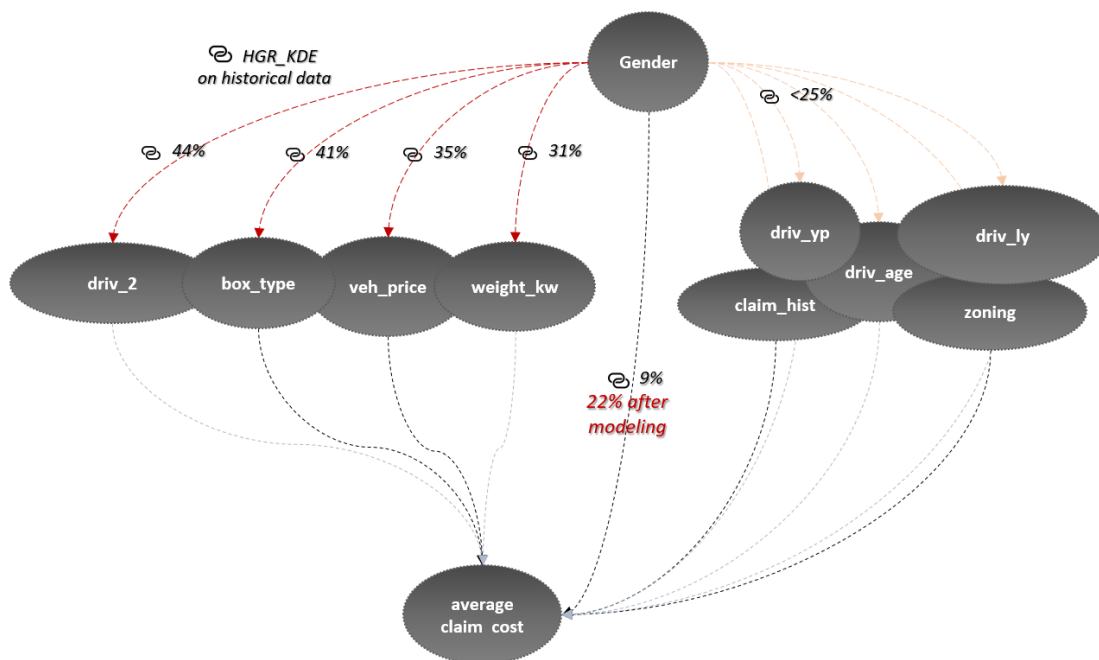 HGR_KDE
on historical data
Gender
<25%
44%
41%
35%
31%
driv_yp
driv_ly
driv_age
driv_2
box_type
veh_price
weight_kw
claim_hist
zoning
9%
22% after
modeling
average
claim cost